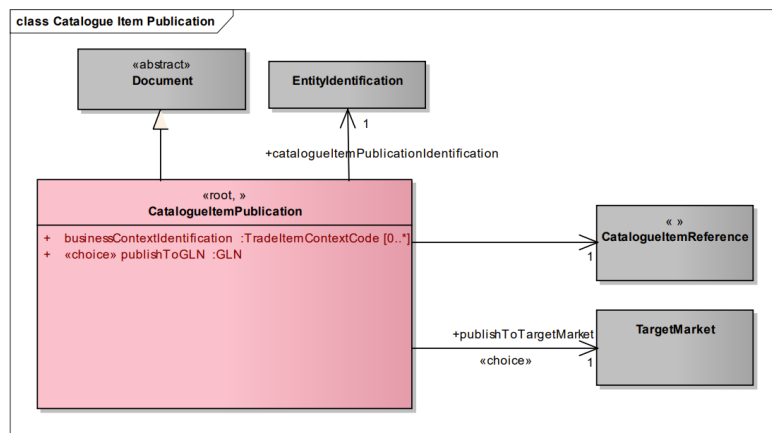 class Catalogue Item Publication
«abstract»
Document
EntityIdentification
1
+catalogueItemPublicationIdentification
«root, »
CatalogueItemPublication
+ businessContextIdentification :TradeItemContextCode [0..*]
+ «choice» publishToGLN :GLN
« »
CatalogueItemReference
1
+publishToTargetMarket
«choice»
1
TargetMarket